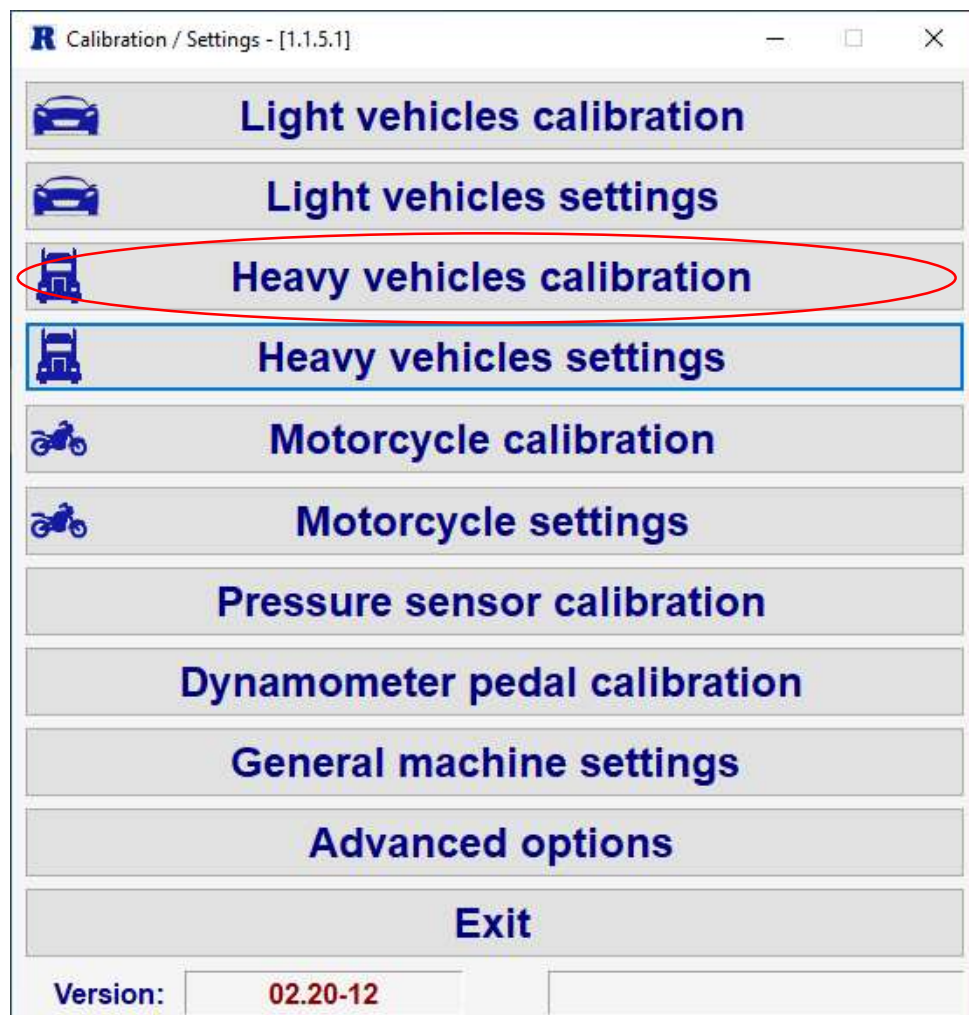 R Calibration / Settings - [1.1.5.1]
Light vehicles calibration
Light vehicles settings
Heavy vehicles calibration
Heavy vehicles settings
Motorcycle calibration
Motorcycle settings
Pressure sensor calibration
Dynamometer pedal calibration
General machine settings
Advanced options
Exit
Version: 02.20-12